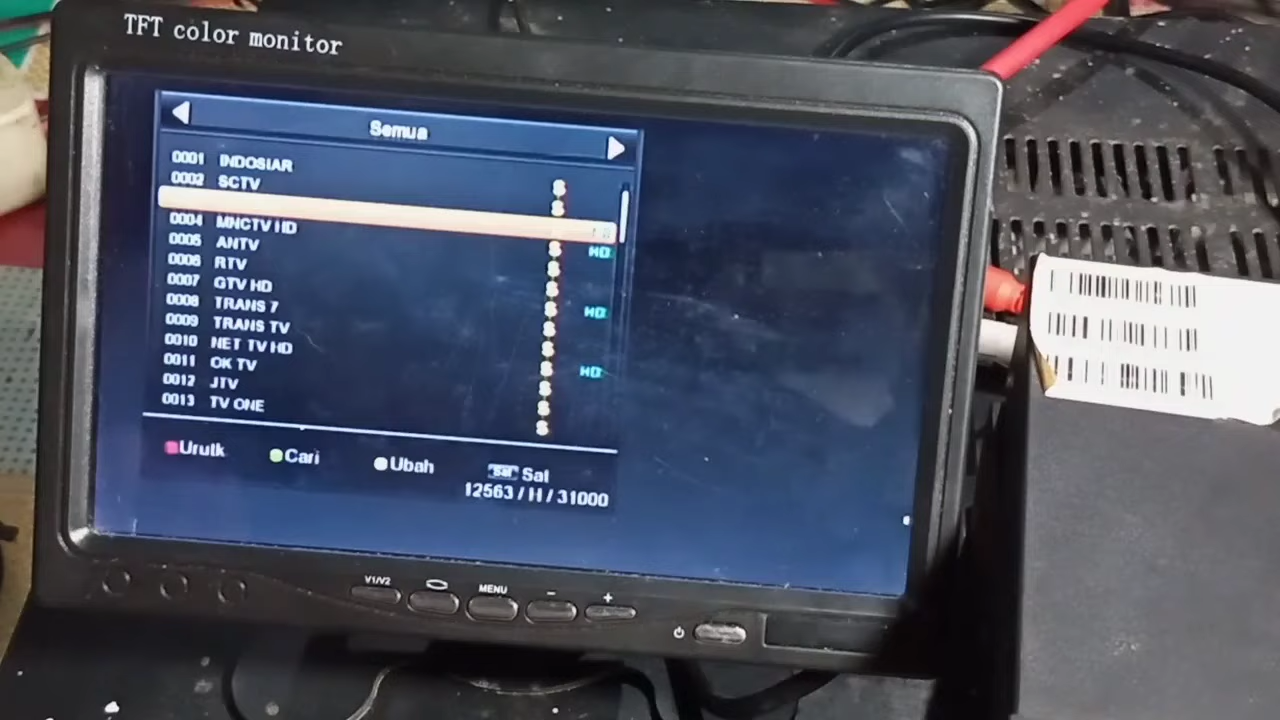 TFT color monitor
Semua
0001 INDOSIAR S
0002 SCTV S
0004 MNCTV HD S HD
0005 ANTV S
0006 RTV S
0007 GTV HD S HD
0008 TRANS 7 S
0009 TRANS TV S
0010 NET TV HD S HD
0011 OK TV S
0012 JTV S
0013 TV ONE S
Urutk Cari Ubah Sat Sal
12563 / H / 31000
V1/V2 MENU - +